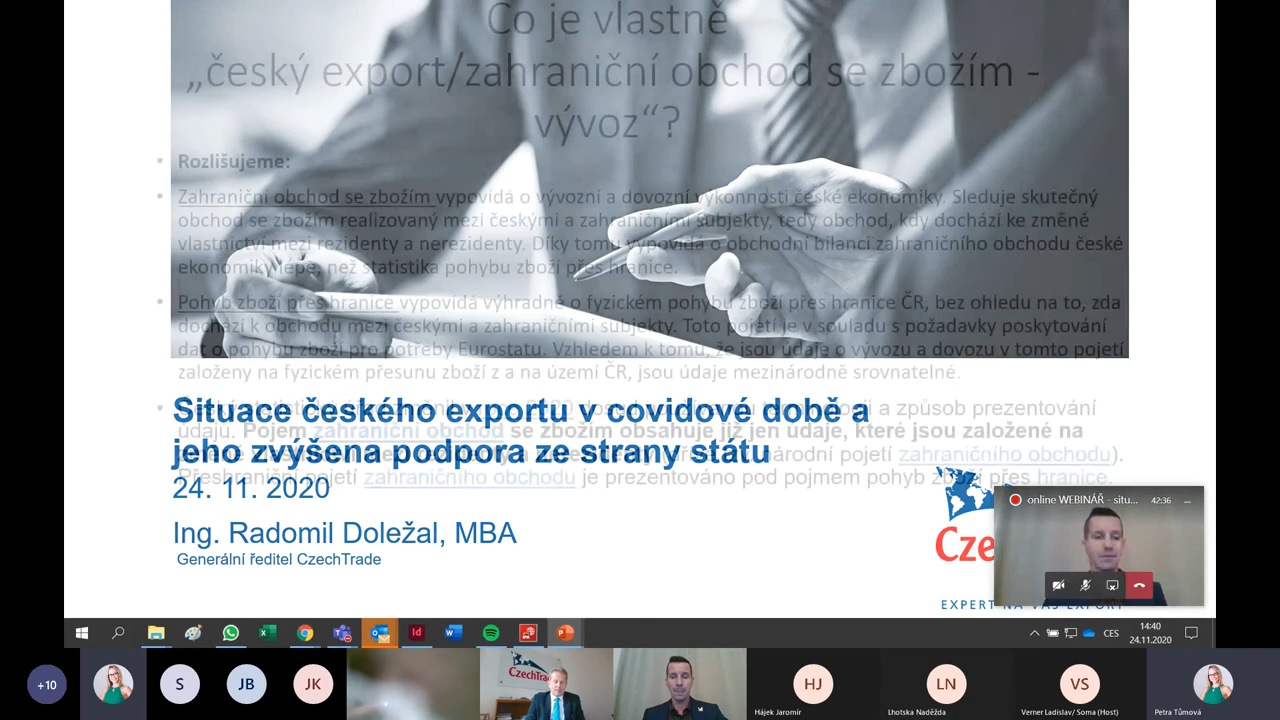 Co je vlastně
„český export/zahraniční obchod se zbožím -
vývoz“?
• Rozlišujeme:
• Zahraniční obchod se zbožím vypovídá o vývozní a dovozní výkonnosti české ekonomiky. Sleduje skutečný
obchod se zbožím realizovaný mezi českými a zahraničními subjekty, tedy obchod, kdy dochází ke změně
vlastnictví mezi rezidenty a nerezidenty. Díky tomu vypovídá o obchodní bilanci zahraničního obchodu české
ekonomiky lépe, než statistika pohybu zboží přes hranice.
• Pohyb zboží přes hranice vypovídá výhradně o fyzickém pohybu zboží přes hranice ČR, bez ohledu na to, zda
dochází k obchodu mezi českými a zahraničními subjekty. Toto pojetí je v souladu s požadavky poskytování
dat o pohybu zboží pro potřeby Eurostatu. Vzhledem k tomu, že jsou údaje o vývozu a dovozu v tomto pojetí
založeny na fyzickém přesunu zboží z a na území ČR, jsou údaje mezinárodně srovnatelné.
a způsob prezentování
údajů. Pojem zahraniční obchod se zbožím obsahuje již jen údaje, které jsou založené na
národní pojetí zahraničního obchodu).
Přeshraniční pojetí zahraničního obchodu je prezentováno pod pojmem pohyb zboží přes hranice.
Situace českého exportu v covidové době a
jeho zvýšena podpora ze strany státu
24. 11. 2020
Ing. Radomil Doležal, MBA
Generální ředitel CzechTrade
Cze
EXPERT NA VÁŠ EXPORT
online WEBINÁŘ - situ... 42:36
CES
14:40
24.11.2020
+10
S
JB
JK
CzechTrade
HJ
Hájek Jaromír
LN
Lhotska Naděžda
VS
Verner Ladislav/ Soma (Host)
Petra Tůmová